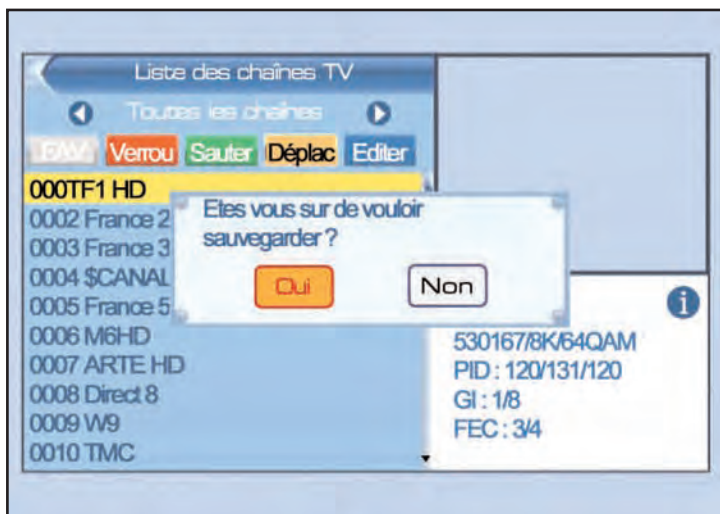 Liste des chaînes TV
Toutes les chaînes
FAV Verrou Sauter Déplac Editer
000TF1 HD
0002 France 2
0003 France 3
0004 $CANAL
0005 France 5
0006 M6HD
0007 ARTE HD
0008 Direct 8
0009 W9
0010 TMC
Etes vous sur de vouloir
sauvegarder ?
Oui Non
530167/8K/64QAM
PID : 120/131/120
GI : 1/8
FEC : 3/4